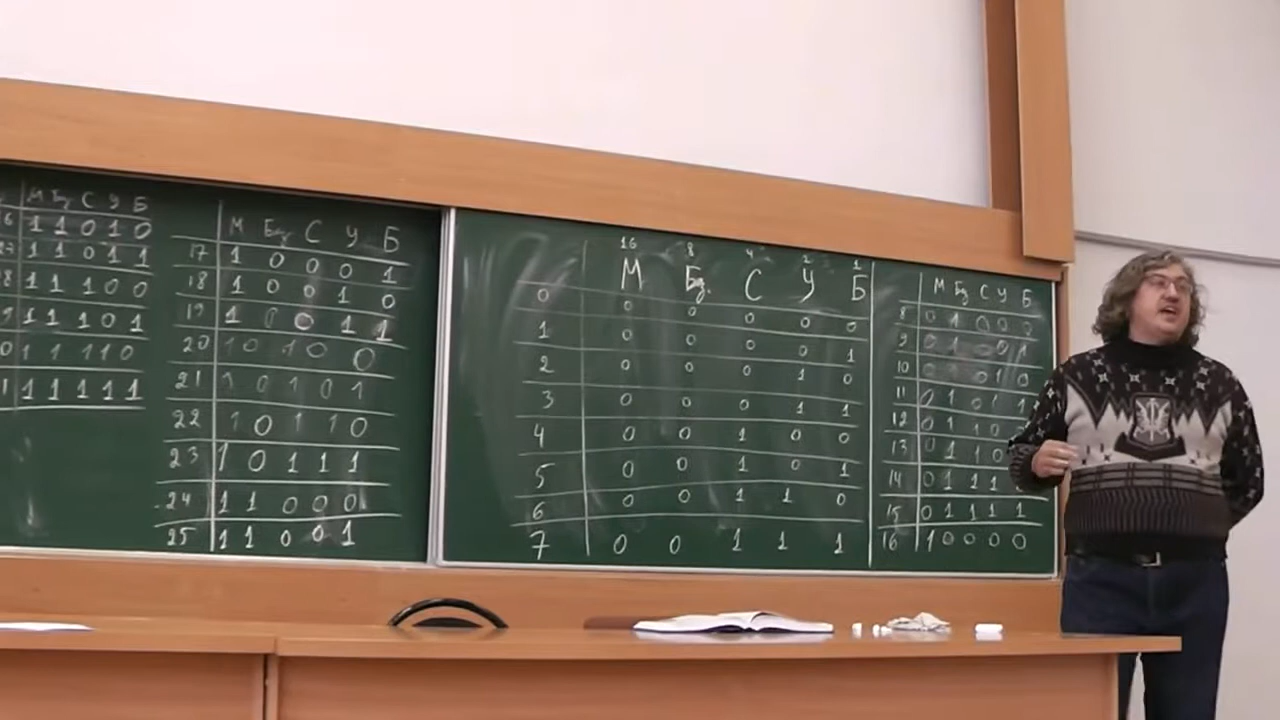 М Бз С У Б
6 1 1 0 1 0
27 1 1 0 1 1
8 1 1 1 0 0
9 1 1 1 0 1
0 1 1 1 1 0
1 1 1 1 1 1
М Бз С У Б
17 1 0 0 0 1
18 1 0 0 1 0
19 1 0 0 1 1
20 1 0 1 0 0
21 1 0 1 0 1
22 1 0 1 1 0
23 1 0 1 1 1
24 1 1 0 0 0
25 1 1 0 0 1
16 8 4 2 1
М Бз. С У Б
0 0 0 0 0 0
1 0 0 0 0 1
2 0 0 0 1 0
3 0 0 0 1 1
4 0 0 1 0 0
5 0 0 1 0 1
6 0 0 1 1 0
7 0 0 1 1 1
М Бз С У Б
8 0 1 0 0 0
9 0 1 0 0 1
10 0 1 0 1 0
11 0 1 0 1 1
12 0 1 1 0
13 0 1 1 0
14 0 1 1 1
15 0 1 1 1 1
16 1 0 0 0 0